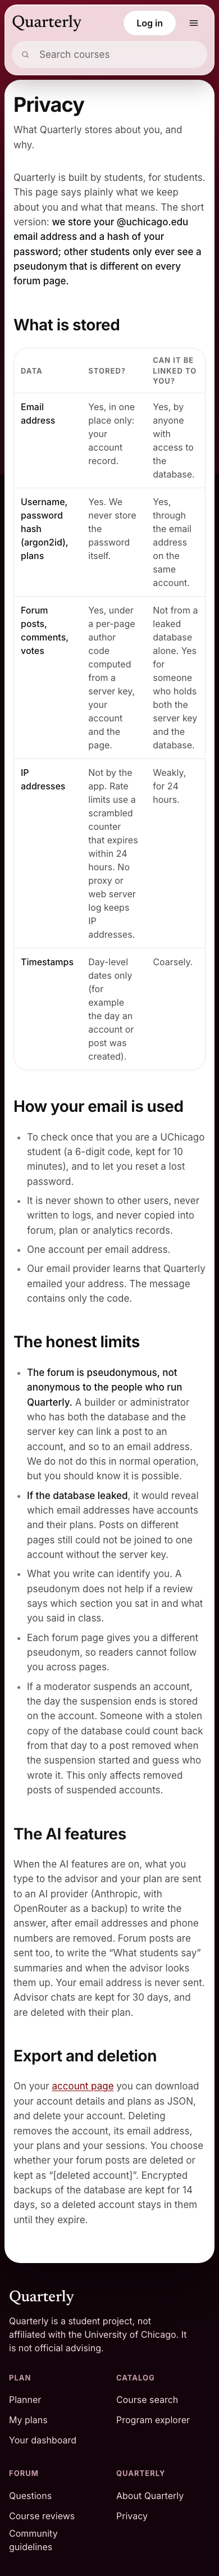 Quarterly
Log in
Search courses
Privacy
What Quarterly stores about you, and
why.
Quarterly is built by students, for students.
This page says plainly what we keep
about you and what that means. The short
version: we store your @uchicago.edu
email address and a hash of your
password; other students only ever see a
pseudonym that is different on every
forum page.
What is stored
DATA
STORED?
CAN IT BE
LINKED TO
YOU?
Email
address
Yes, in one
place only:
your
account
record.
Yes, by
anyone
with
access to
the
database.
Username,
password
hash
(argon2id),
plans
Yes. We
never store
the
password
itself.
Yes,
through
the email
address
on the
same
account.
Forum
posts,
comments,
votes
Yes, under
a per-page
author
code
computed
from a
server key,
your
account
and the
page.
Not from a
leaked
database
alone. Yes
for
someone
who holds
both the
server key
and the
database.
IP
addresses
Not by the
app. Rate
limits use a
scrambled
counter
that expires
within 24
hours. No
proxy or
web server
log keeps
IP
addresses.
Weakly,
for 24
hours.
Timestamps
Day-level
dates only
(for
example
the day an
account or
post was
created).
Coarsely.
How your email is used
• To check once that you are a UChicago
student (a 6-digit code, kept for 10
minutes), and to let you reset a lost
password.
• It is never shown to other users, never
written to logs, and never copied into
forum, plan or analytics records.
• One account per email address.
• Our email provider learns that Quarterly
emailed your address. The message
contains only the code.
The honest limits
• The forum is pseudonymous, not
anonymous to the people who run
Quarterly. A builder or administrator
who has both the database and the
server key can link a post to an
account, and so to an email address.
We do not do this in normal operation,
but you should know it is possible.
• If the database leaked, it would reveal
which email addresses have accounts
and their plans. Posts on different
pages still could not be joined to one
account without the server key.
• What you write can identify you. A
pseudonym does not help if a review
says which section you sat in and what
you said in class.
• Each forum page gives you a different
pseudonym, so readers cannot follow
you across pages.
• If a moderator suspends an account,
the day the suspension ends is stored
on the account. Someone with a stolen
copy of the database could count back
from that day to a post removed when
the suspension started and guess who
wrote it. This only affects removed
posts of suspended accounts.
The AI features
When the AI features are on, what you
type to the advisor and your plan are sent
to an AI provider (Anthropic, with
OpenRouter as a backup) to write the
answer, after email addresses and phone
numbers are removed. Forum posts are
sent too, to write the “What students say”
summaries and when the advisor looks
them up. Your email address is never sent.
Advisor chats are kept for 30 days, and
are deleted with their plan.
Export and deletion
On your account page you can download
your account details and plans as JSON,
and delete your account. Deleting
removes the account, its email address,
your plans and your sessions. You choose
whether your forum posts are deleted or
kept as “[deleted account]”. Encrypted
backups of the database are kept for 14
days, so a deleted account stays in them
until they expire.
Quarterly
Quarterly is a student project, not
affiliated with the University of Chicago. It
is not official advising.
PLAN
Planner
My plans
Your dashboard
CATALOG
Course search
Program explorer
FORUM
Questions
Course reviews
Community
guidelines
QUARTERLY
About Quarterly
Privacy